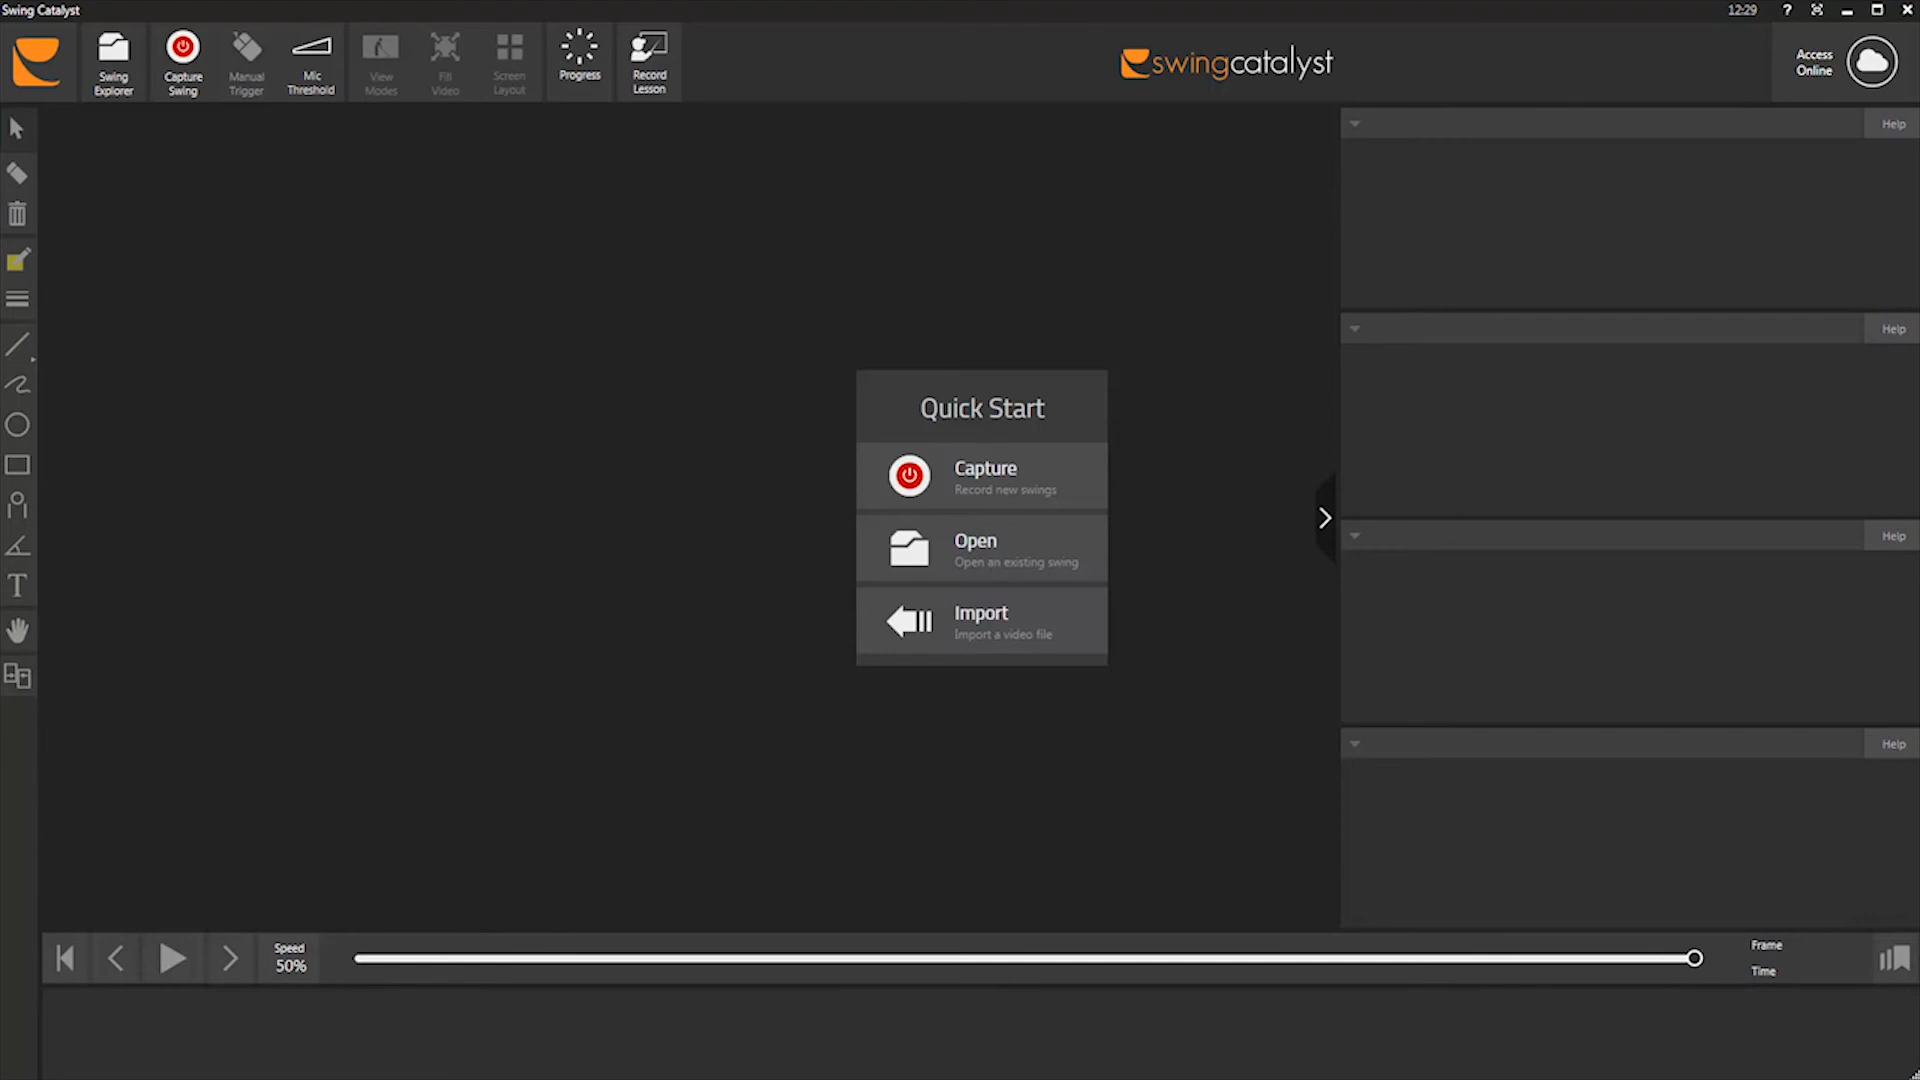 Swing Catalyst
12:29
?
Swing
Explorer
Capture
Swing
Manual
Trigger
Mic
Threshold
View
Modes
Fill
Video
Screen
Layout
Progress
Record
Lesson
swingcatalyst
Access
Online
Help
Help
Help
Help
T
Quick Start
Capture
Record new swings
Open
Open an existing swing
Import
Import a video file
Speed
50%
Frame
Time